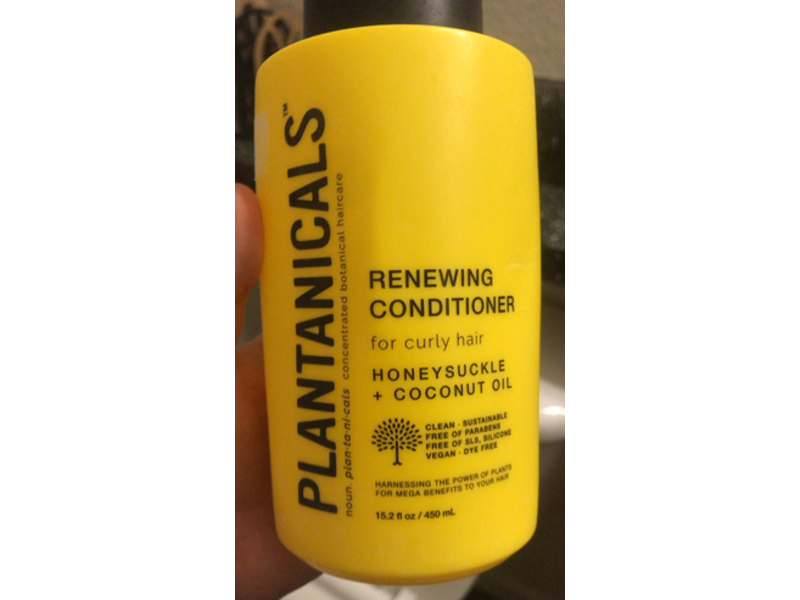 PLANTANICALS™
noun. plan·ta·ni·cals concentrated botanical haircare
RENEWING
CONDITIONER
for curly hair
HONEYSUCKLE
+ COCONUT OIL
CLEAN · SUSTAINABLE
FREE OF PARABENS
FREE OF SLS, SILICONE
VEGAN · DYE FREE
HARNESSING THE POWER OF PLANTS
FOR MEGA BENEFITS TO YOUR HAIR
15.2 fl oz / 450 mL